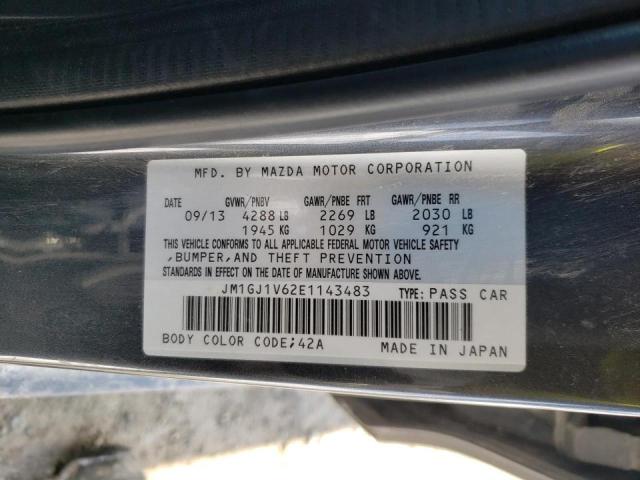 MFD. BY MAZDA MOTOR CORPORATION
DATE GVWR/PNBV GAWR/PNBE FRT GAWR/PNBE RR
09/13 4288 LB 2269 LB 2030 LB
1945 KG 1029 KG 921 KG
THIS VEHICLE CONFORMS TO ALL APPLICABLE FEDERAL MOTOR VEHICLE SAFETY
,BUMPER,AND THEFT PREVENTION
STANDARDS IN EFFECT ON THE DATE OF MANUFACTURE SHOWN ABOVE.
JM1GJ1V62E1143483 TYPE: PASS CAR
BODY COLOR CODE;42A MADE IN JAPAN